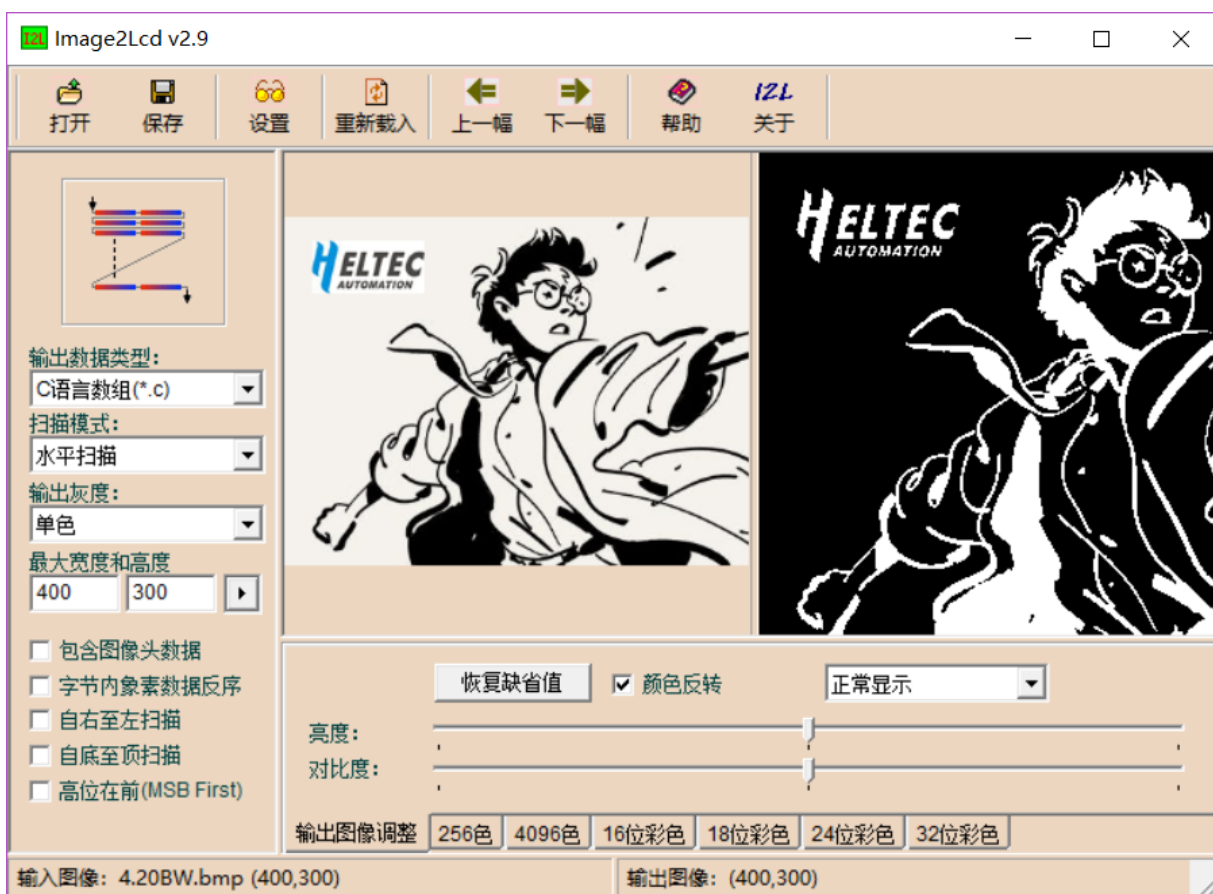 Image2Lcd v2.9
打开 保存 设置 重新载入 上一幅 下一幅 帮助 关于
I2L
输出数据类型：
C语言数组(*.c)
扫描模式：
水平扫描
输出灰度：
单色
最大宽度和高度
400 300
包含图像头数据
字节内象素数据反序
自右至左扫描
自底至顶扫描
高位在前(MSB First)
HELTEC
AUTOMATION
HELTEC
AUTOMATION
恢复缺省值 颜色反转 正常显示
亮度：
对比度：
输出图像调整 256色 4096色 16位彩色 18位彩色 24位彩色 32位彩色
输入图像： 4.20BW.bmp (400,300) 输出图像： (400,300)